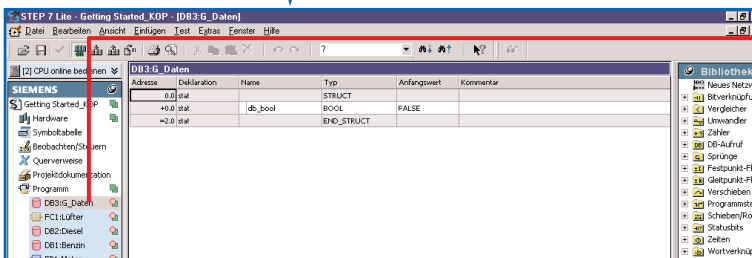 STEP 7 Lite - Getting Started_KOP - [DB3:G_Daten]
Datei Bearbeiten Ansicht Einfügen Test Extras Fenster Hilfe
?
[2] CPU online bedienen
SIEMENS
Getting Started_KOP
Hardware
Symboltabelle
Beobachten/Steuern
Querverweise
Projektdokumentation
Programm
DB3:G_Daten
FC1:Lüfter
DB2:Diesel
DB1:Benzin
DB3:G_Daten
Adresse Deklaration Name Typ Anfangswert Kommentar
0.0 stat STRUCT
+0.0 stat db_bool BOOL FALSE
=2.0 stat END_STRUCT
Bibliothek
Neues Netzw
Bitverknüpfu
Vergleicher
Umwandler
Zähler
DB-Aufruf
Sprünge
Festpunkt-F
Gleitpunkt-F
Verschieben
Programmste
Schieben/Ro
Statusbits
Zeiten
Wortverknüp